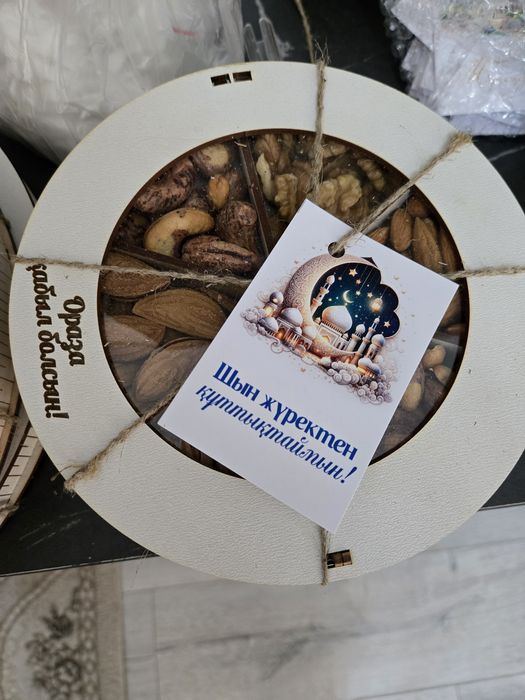 Ораза
қабыл болсын!
Шын жүректен
құттықтаймын!